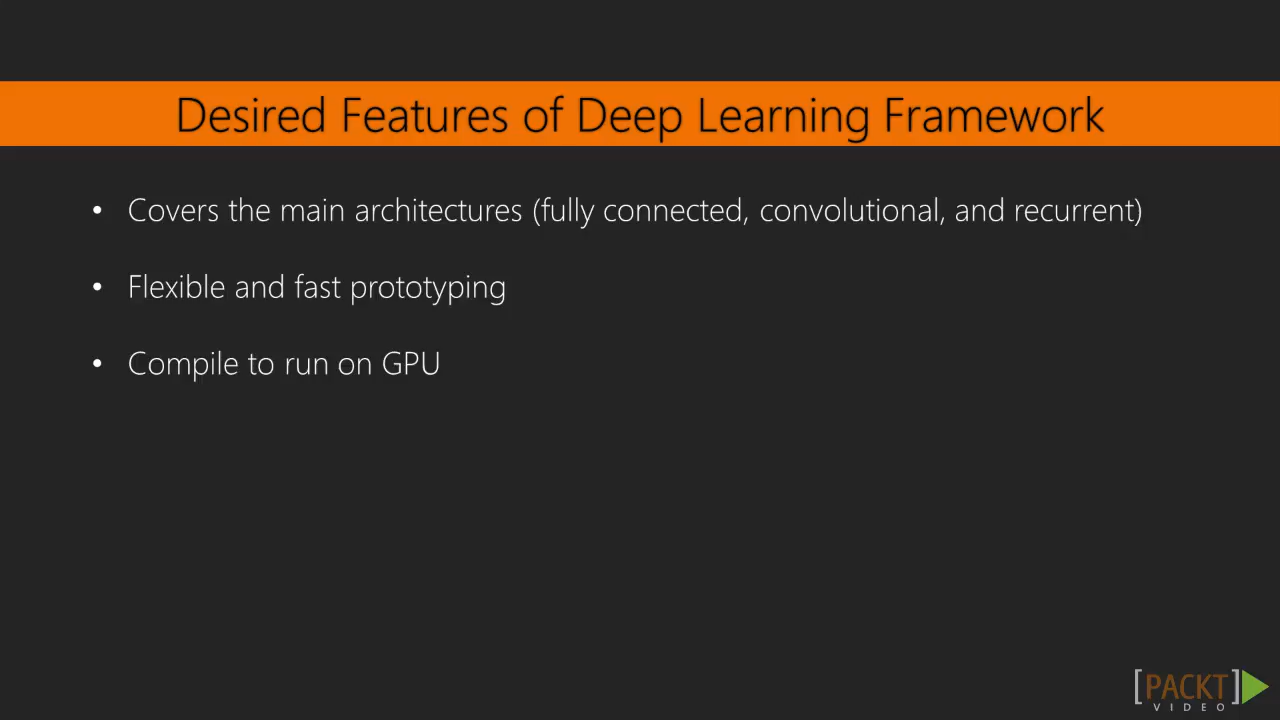 Desired Features of Deep Learning Framework
• Covers the main architectures (fully connected, convolutional, and recurrent)
• Flexible and fast prototyping
• Compile to run on GPU
[PACKT]
VIDEO